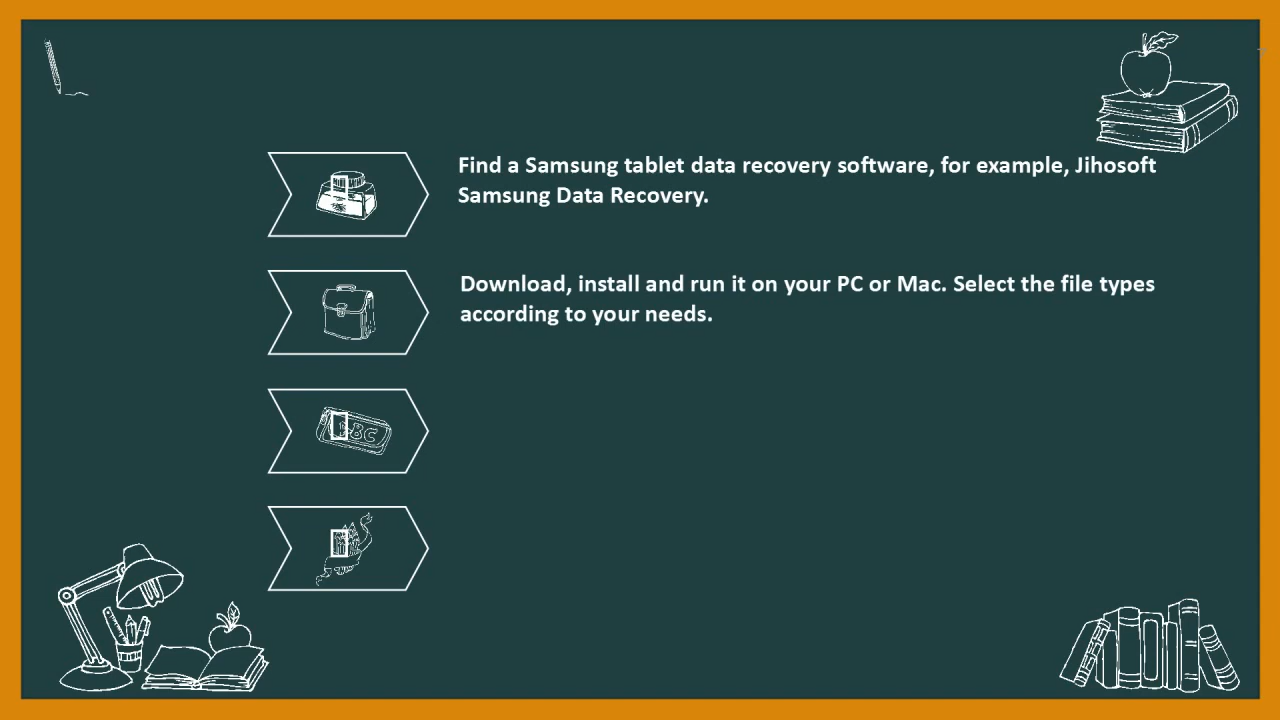 Find a Samsung tablet data recovery software, for example, Jihosoft
Samsung Data Recovery.
Download, install and run it on your PC or Mac. Select the file types
according to your needs.
BC